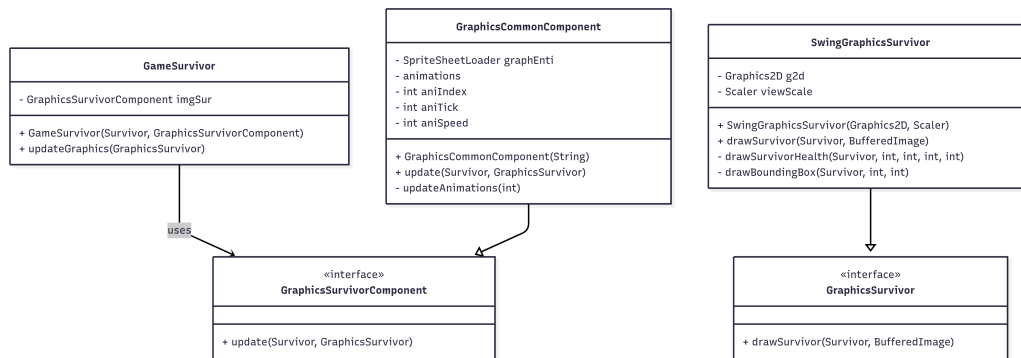 GameSurvivor
- GraphicsSurvivorComponent imgSur
+ GameSurvivor(Survivor, GraphicsSurvivorComponent)
+ updateGraphics(GraphicsSurvivor)
GraphicsCommonComponent
- SpriteSheetLoader graphEnti
- animations
- int aniIndex
- int aniTick
- int aniSpeed
+ GraphicsCommonComponent(String)
+ update(Survivor, GraphicsSurvivor)
- updateAnimations(int)
SwingGraphicsSurvivor
- Graphics2D g2d
- Scaler viewScale
+ SwingGraphicsSurvivor(Graphics2D, Scaler)
+ drawSurvivor(Survivor, BufferedImage)
- drawSurvivorHealth(Survivor, int, int, int, int)
- drawBoundingBox(Survivor, int, int)
uses
«interface»
GraphicsSurvivorComponent
+ update(Survivor, GraphicsSurvivor)
«interface»
GraphicsSurvivor
+ drawSurvivor(Survivor, BufferedImage)